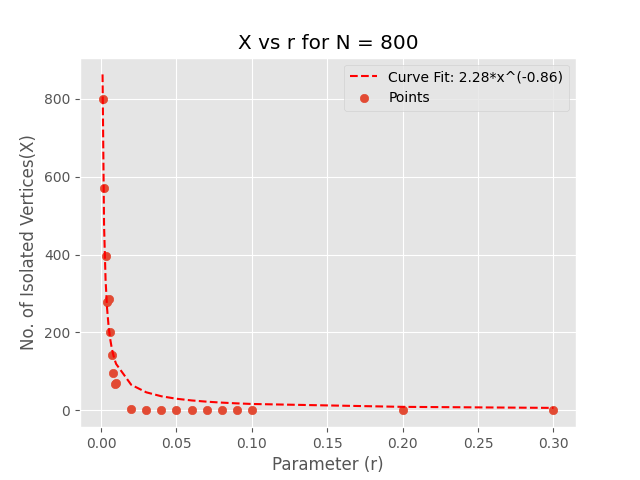 X vs r for N = 800
Curve Fit: 2.28*x^(-0.86)
Points
No. of Isolated Vertices(X)
800
600
400
200
0
0.00 0.05 0.10 0.15 0.20 0.25 0.30
Parameter (r)